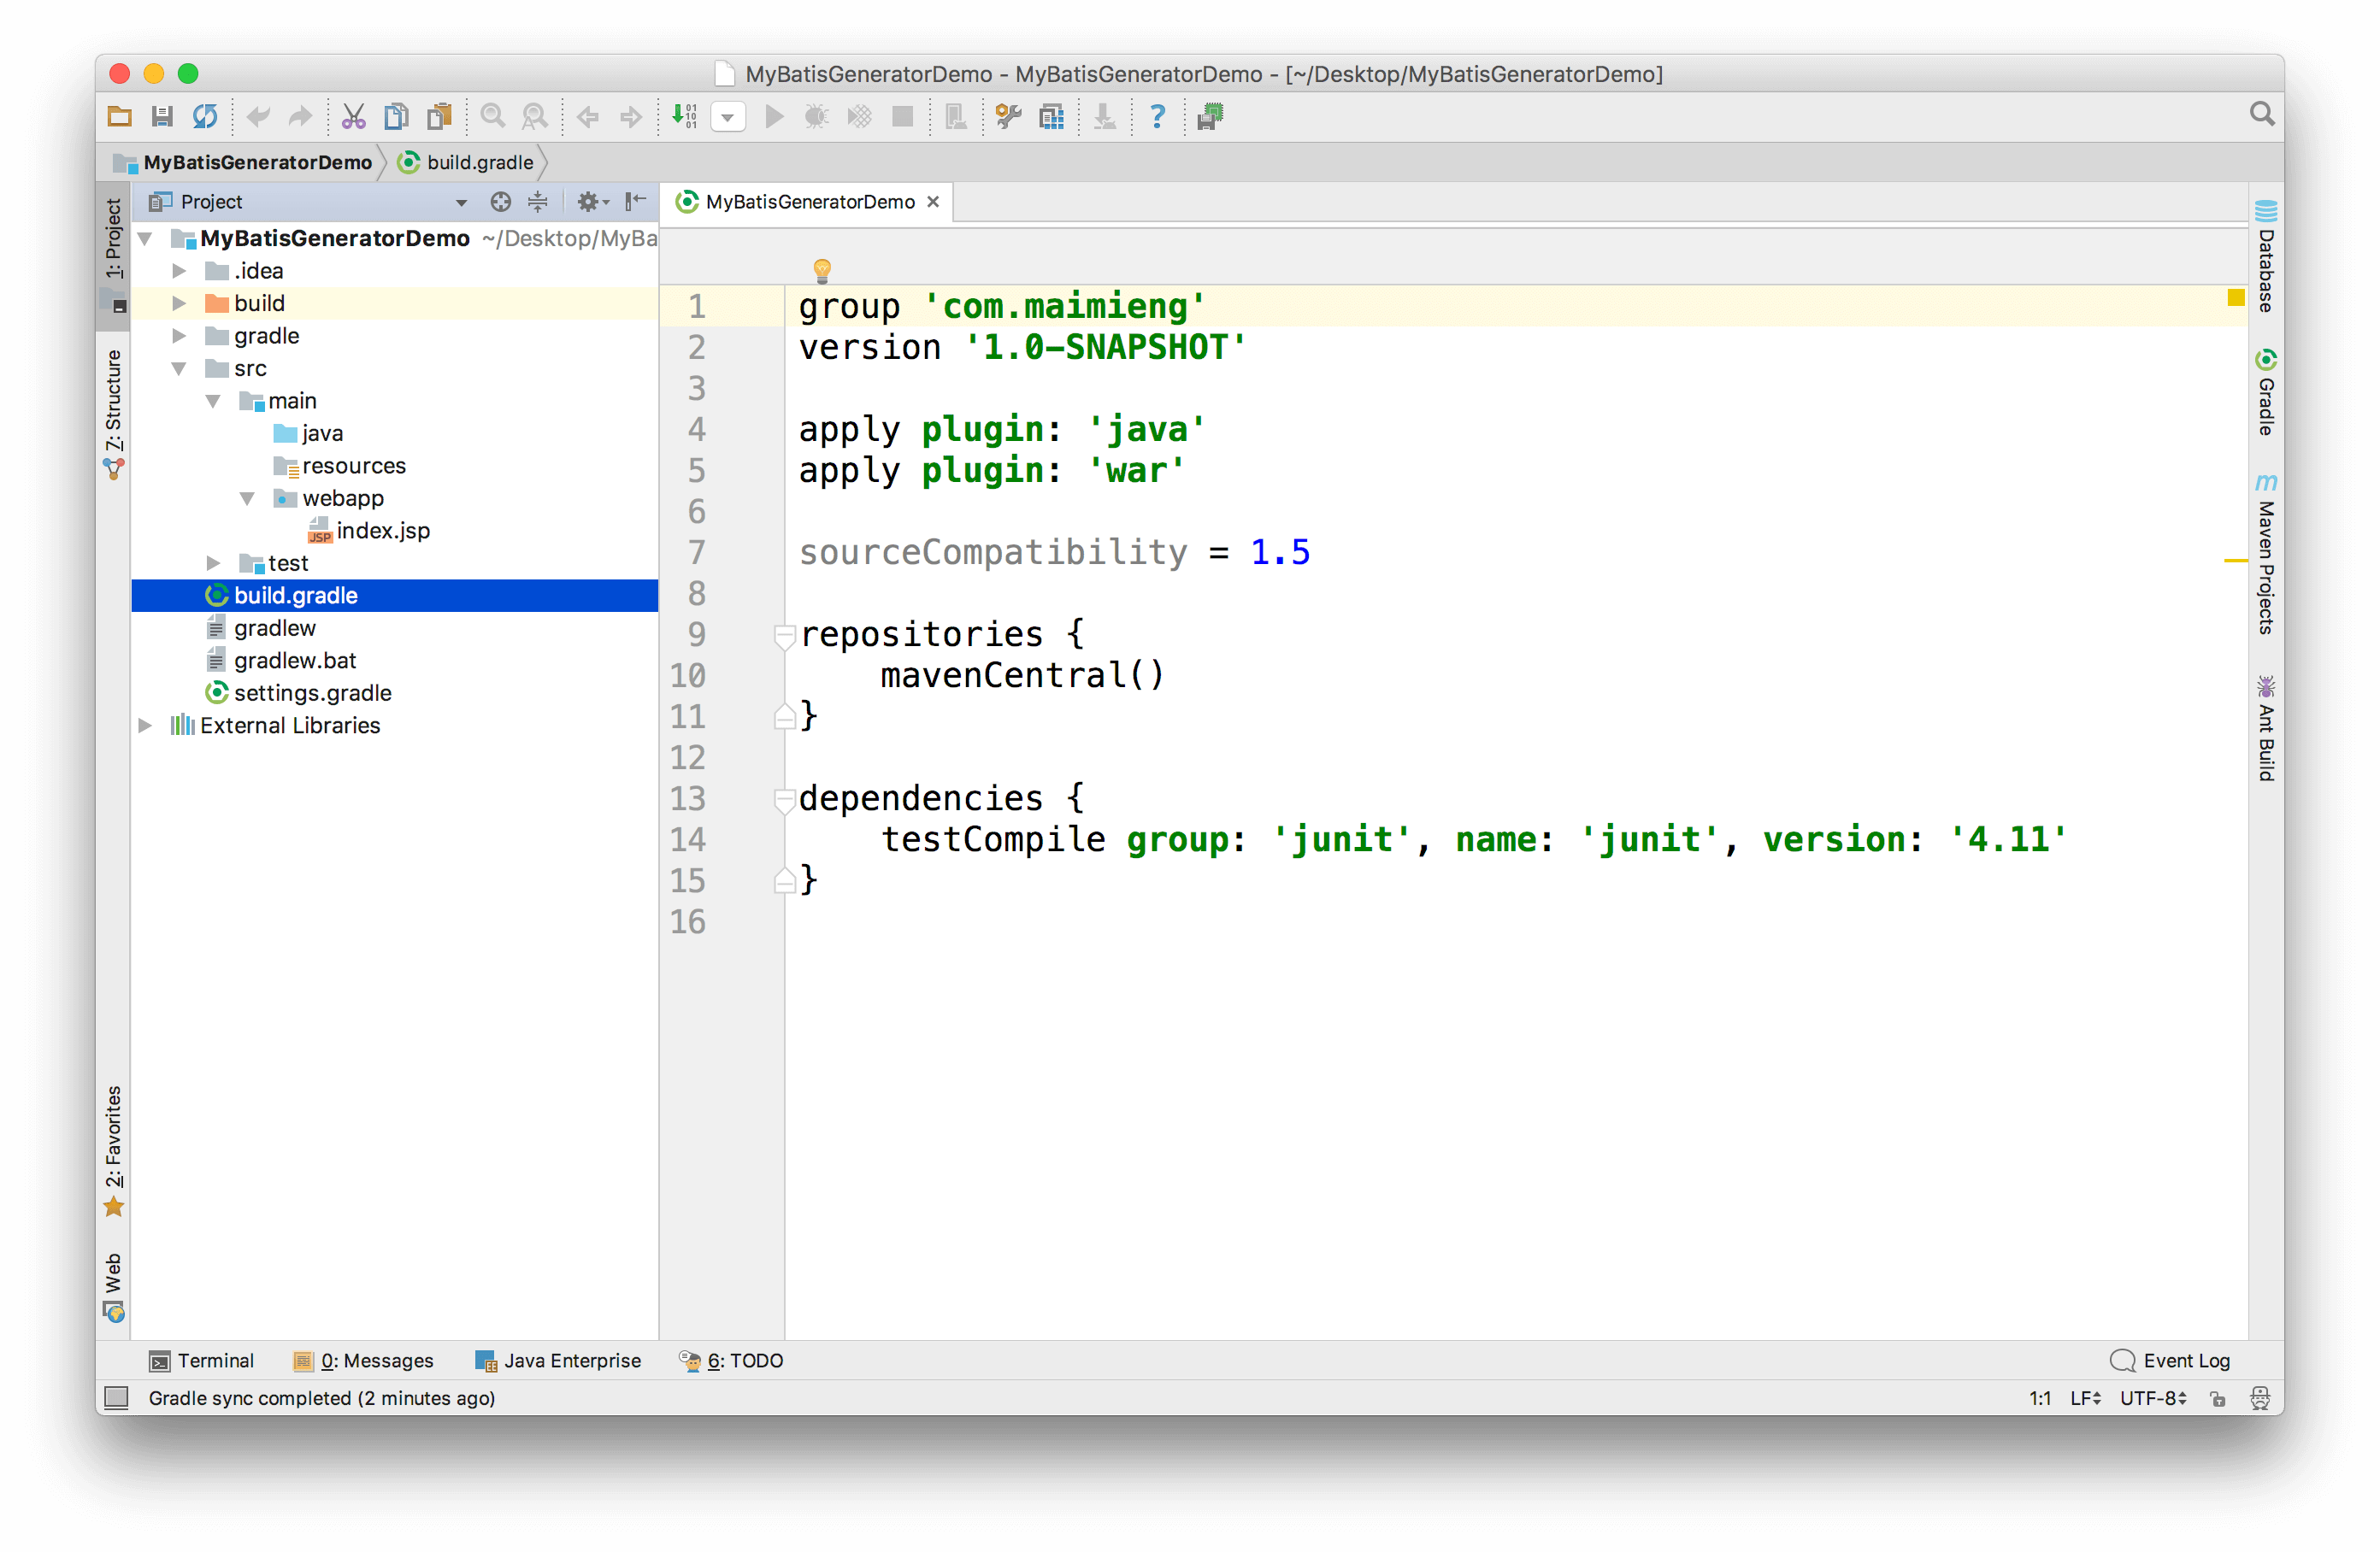 MyBatisGeneratorDemo - MyBatisGeneratorDemo - [~/Desktop/MyBatisGeneratorDemo]
MyBatisGeneratorDemo
build.gradle
1: Project
7: Structure
2: Favorites
Web
Project
MyBatisGeneratorDemo ~/Desktop/MyBa
.idea
build
gradle
src
main
java
resources
webapp
JSP index.jsp
test
build.gradle
gradlew
gradlew.bat
settings.gradle
External Libraries
MyBatisGeneratorDemo
1 group 'com.maimieng'
2 version '1.0-SNAPSHOT'
3
4 apply plugin: 'java'
5 apply plugin: 'war'
6
7 sourceCompatibility = 1.5
8
9 repositories {
10     mavenCentral()
11 }
12
13 dependencies {
14     testCompile group: 'junit', name: 'junit', version: '4.11'
15 }
16
Database
Gradle
m Maven Projects
Ant Build
Terminal
0: Messages
Java Enterprise
6: TODO
Event Log
Gradle sync completed (2 minutes ago)
1:1 LF UTF-8